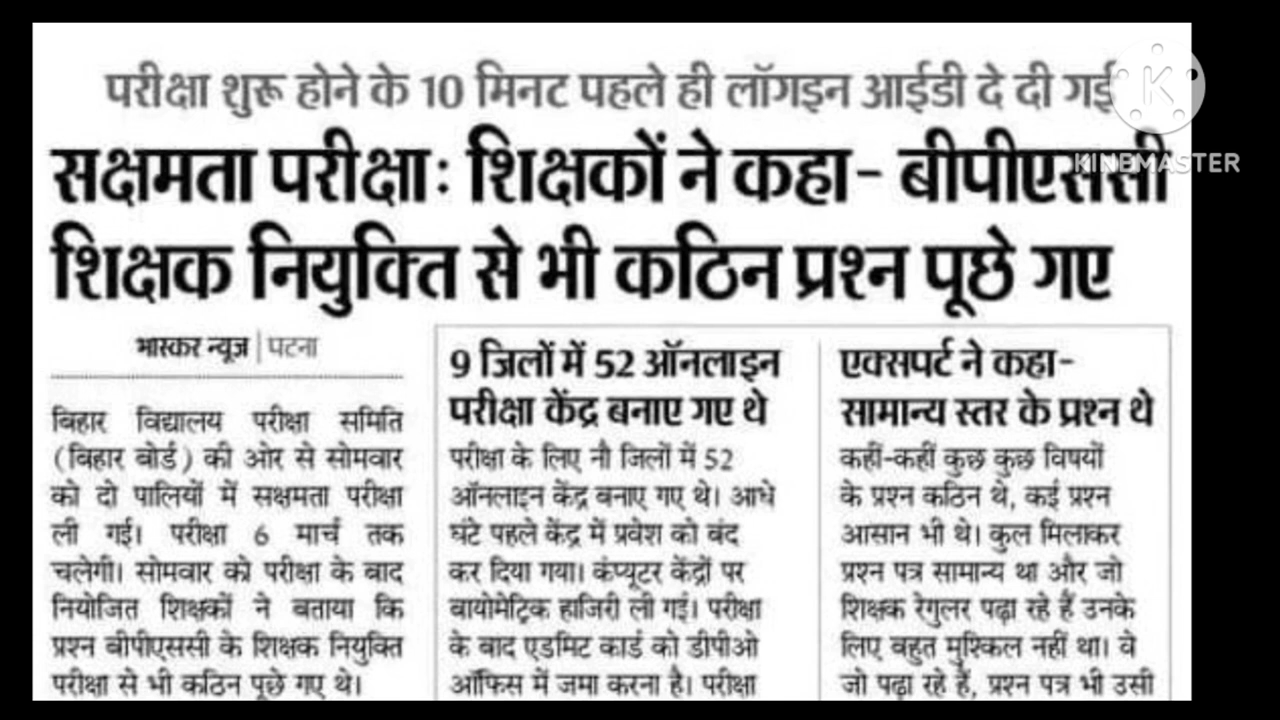 परीक्षा शुरू होने के 10 मिनट पहले ही लॉगइन आईडी दे दी गई
सक्षमता परीक्षाः शिक्षकों ने कहा- बीपीएससी
शिक्षक नियुक्ति से भी कठिन प्रश्न पूछे गए
KINEMASTER
भास्कर न्यूज | पटना
बिहार विद्यालय परीक्षा समिति
(बिहार बोर्ड) की ओर से सोमवार
को दो पालियों में सक्षमता परीक्षा
ली गई। परीक्षा 6 मार्च तक
चलेगी। सोमवार को परीक्षा के बाद
नियोजित शिक्षकों ने बताया कि
प्रश्न बीपीएससी के शिक्षक नियुक्ति
परीक्षा से भी कठिन पूछे गए थे।
9 जिलों में 52 ऑनलाइन
परीक्षा केंद्र बनाए गए थे
परीक्षा के लिए नौ जिलों में 52
ऑनलाइन केंद्र बनाए गए थे। आधे
घंटे पहले केंद्र में प्रवेश को बंद
कर दिया गया। कंप्यूटर केंद्रों पर
बायोमेट्रिक हाजिरी ली गई। परीक्षा
के बाद एडमिट कार्ड को डीपीओ
ऑफिस में जमा करना है। परीक्षा
एक्सपर्ट ने कहा-
सामान्य स्तर के प्रश्न थे
कहीं-कहीं कुछ कुछ विषयों
के प्रश्न कठिन थे, कई प्रश्न
आसान भी थे। कुल मिलाकर
प्रश्न पत्र सामान्य था और जो
शिक्षक रेगुलर पढ़ा रहे हैं उनके
लिए बहुत मुश्किल नहीं था। वे
जो पढ़ा रहे हैं, प्रश्न पत्र भी उसी